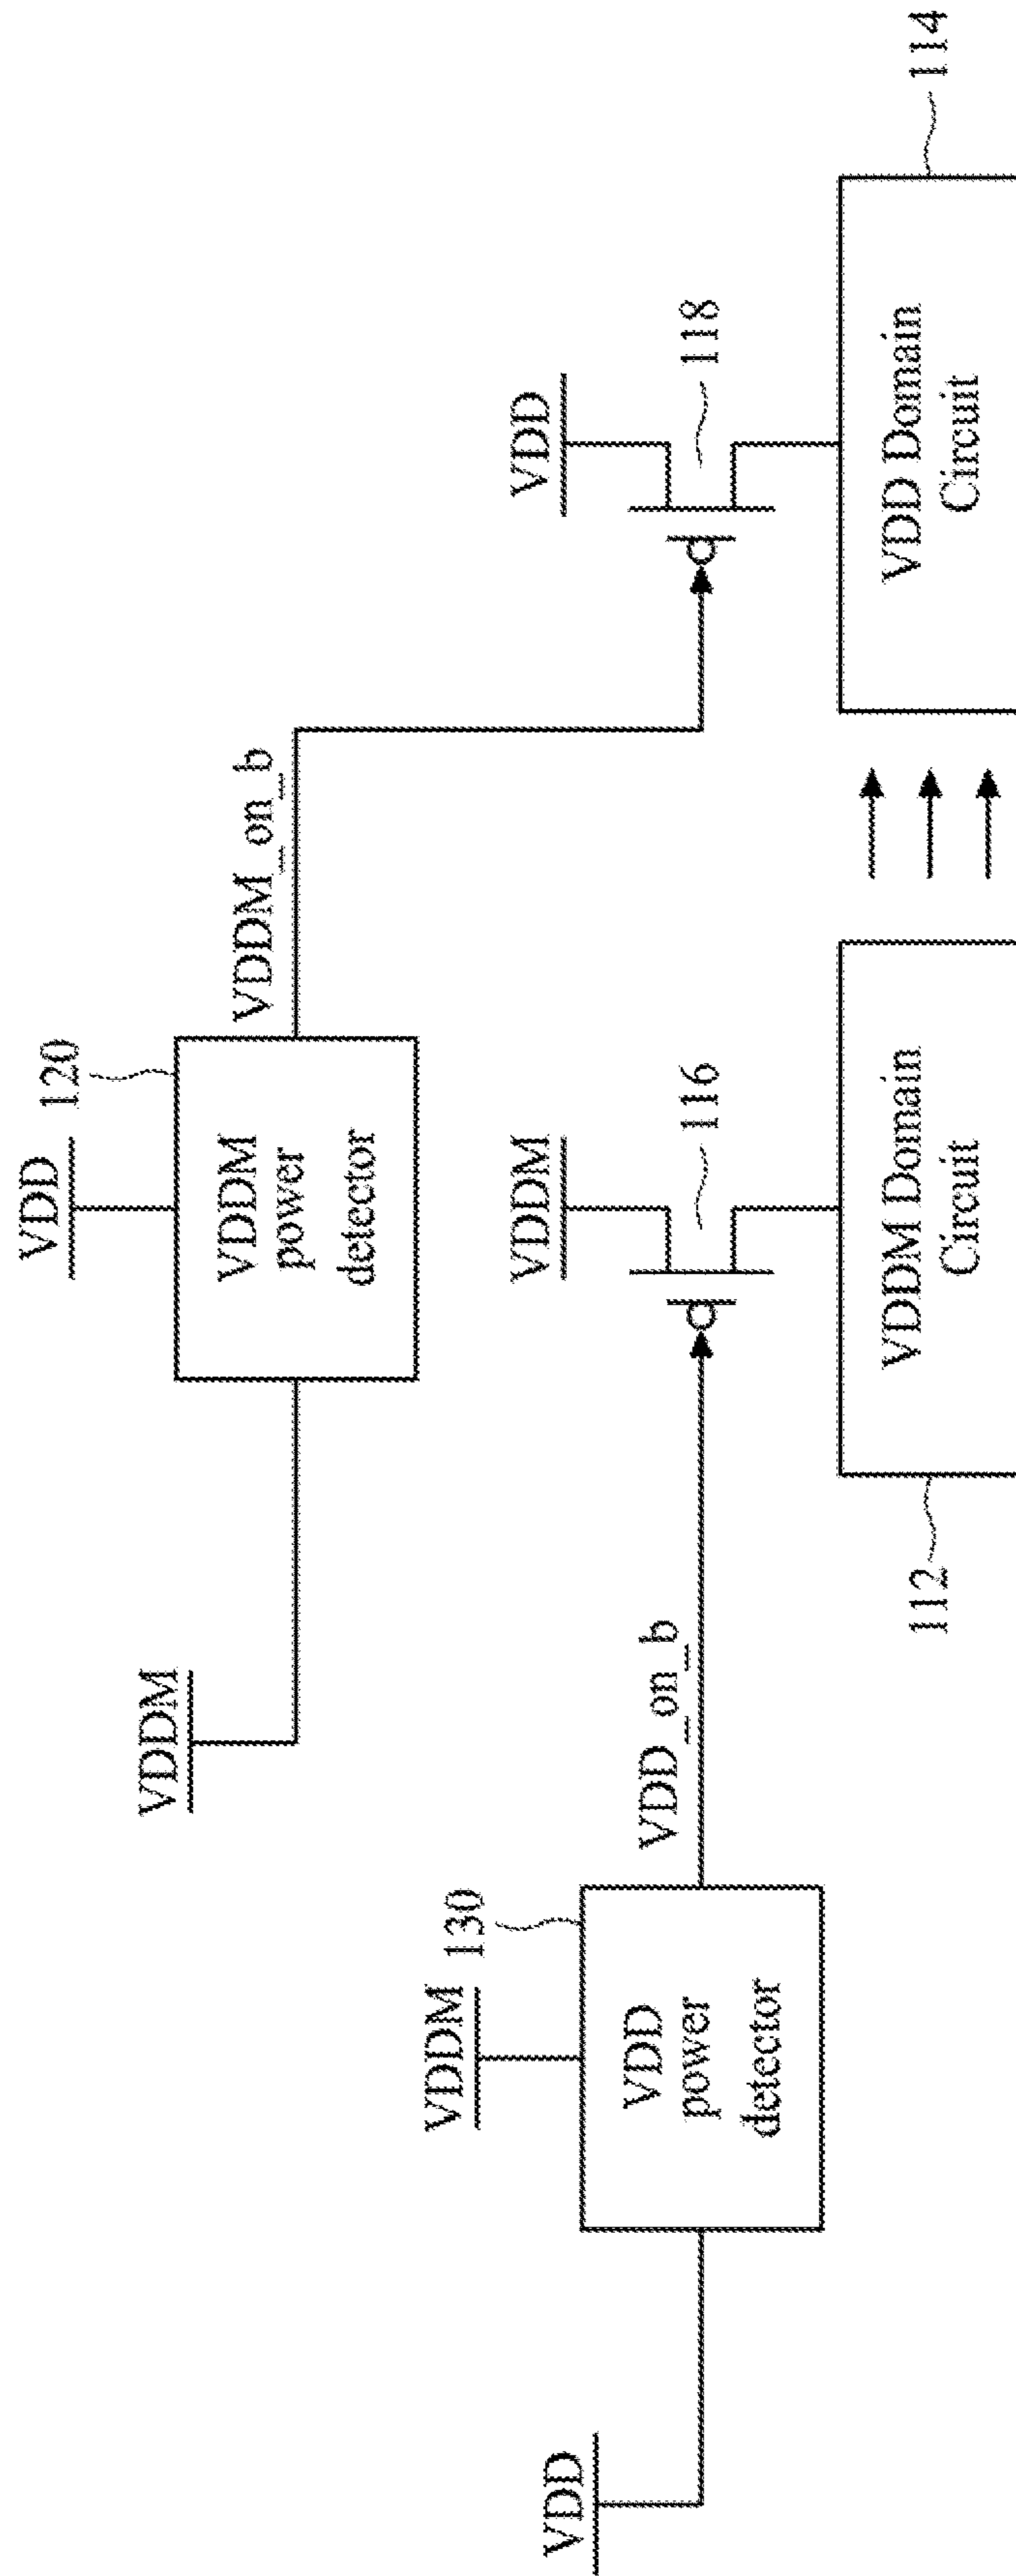 VDD
120
VDDM
VDDM
power
detector
VDDM_on_b
VDD
118
VDDM
116
VDDM
130
VDD
VDD
power
detector
VDD_on_b
112
VDDM Domain
Circuit
VDD Domain
Circuit
114